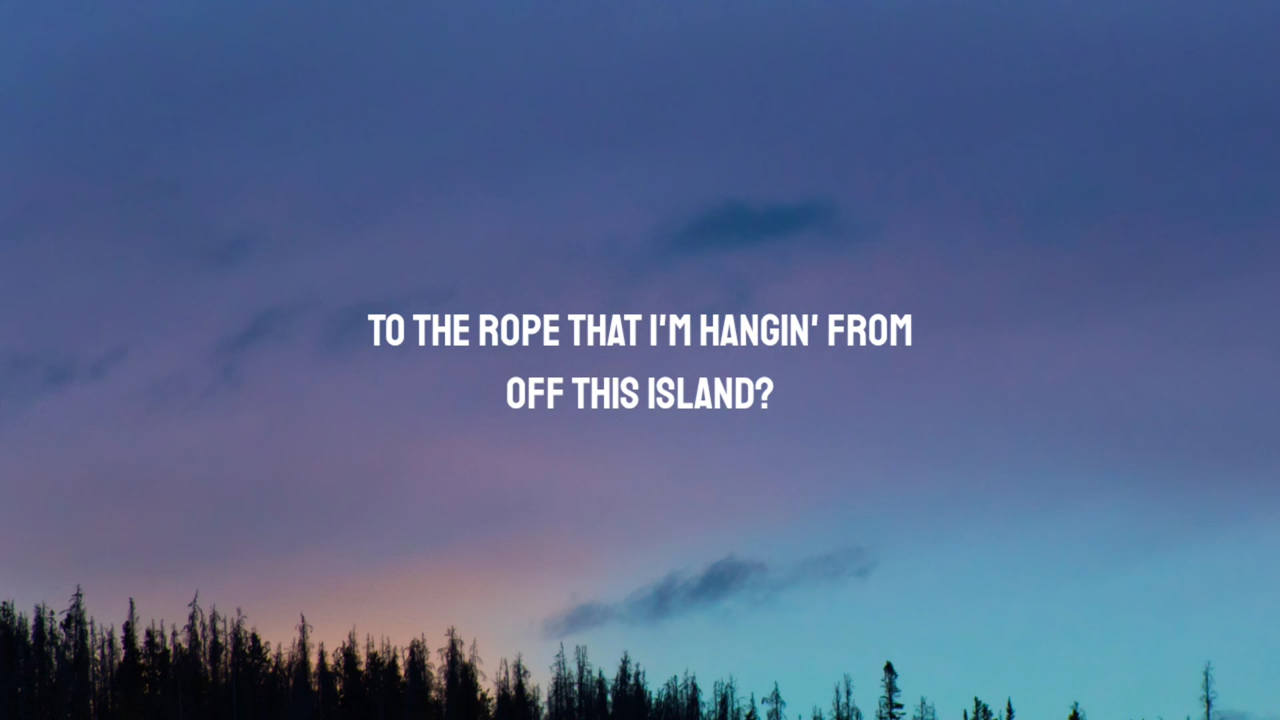 TO THE ROPE THAT I'M HANGIN' FROM
OFF THIS ISLAND?